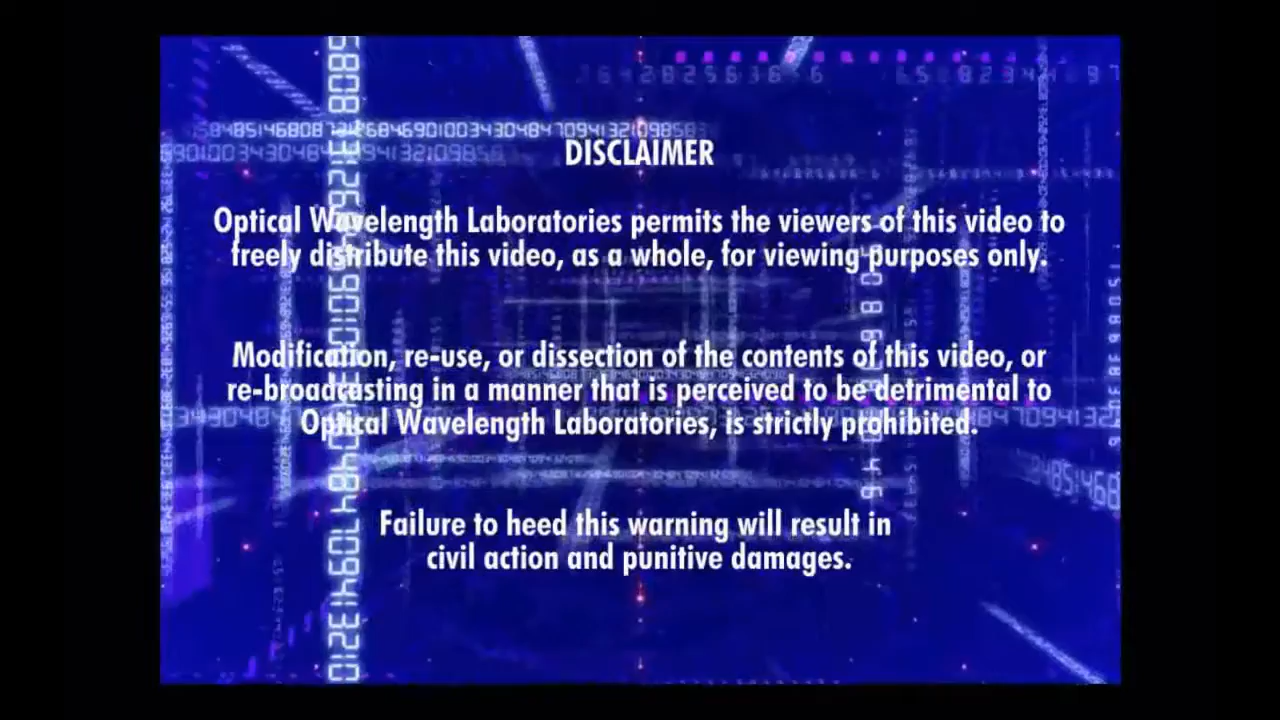 DISCLAIMER
Optical Wavelength Laboratories permits the viewers of this video to
freely distribute this video, as a whole, for viewing purposes only.
Modification, re-use, or dissection of the contents of this video, or
re-broadcasting in a manner that is perceived to be detrimental to
Optical Wavelength Laboratories, is strictly prohibited.
Failure to heed this warning will result in
civil action and punitive damages.